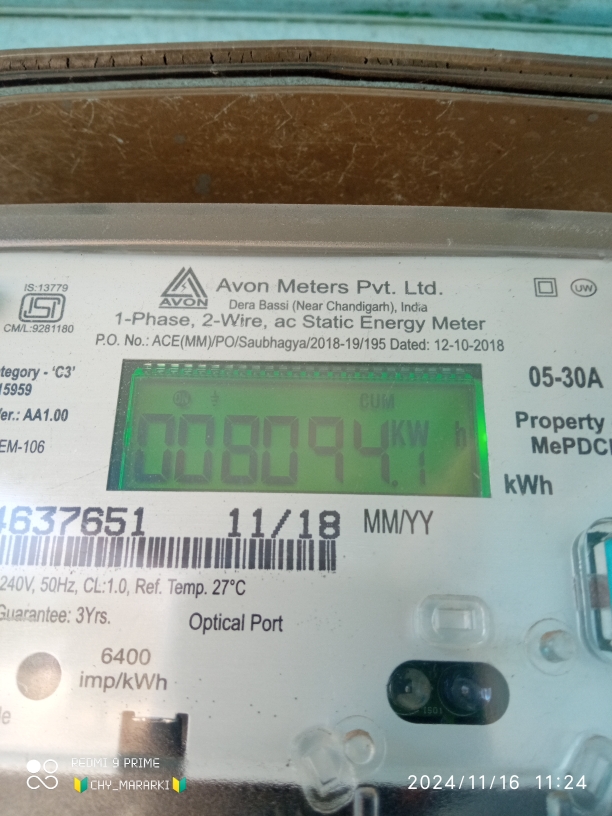 IS:13779
ISI
CM/L:9281180
AVON
Avon Meters Pvt. Ltd.
Dera Bassi (Near Chandigarh), India
UW
1-Phase, 2-Wire, ac Static Energy Meter
P.O. No.: ACE(MM)/PO/Saubhagya/2018-19/195 Dated: 12-10-2018
ategory - 'C3'
15959
er.: AA1.00
EM-106
CUM
008094.1 KW h
05-30A
Property
MePDC
kWh
4637651 11/18 MM/YY
240V, 50Hz, CL:1.0, Ref. Temp. 27°C
Guarantee: 3Yrs.
Optical Port
6400
imp/kWh
REDMI 9 PRIME
CHY_MARARKI
2024/11/16 11:24